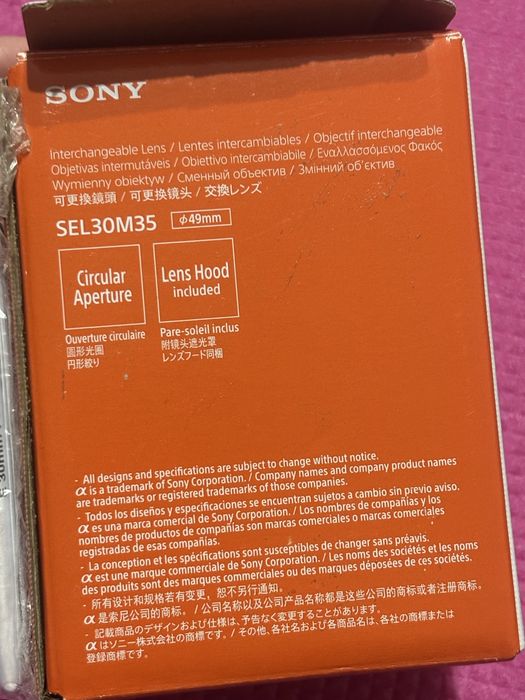 SONY
Interchangeable Lens / Lentes intercambiables / Objectif interchangeable
Objetivas intermutáveis / Obiettivo intercambiabile / Εναλλασσόμενος Φακός
Wymienny obiektyw / Сменный объектив / Змінний об'єктив
可更換鏡頭 / 可更换镜头 / 交換レンズ
SEL30M35 ϕ49mm
Circular
Aperture
Ouverture circulaire
圆形光圈
円形絞り
Lens Hood
included
Pare-soleil inclus
附镜头遮光罩
レンズフード同梱
- All designs and specifications are subject to change without notice.
α is a trademark of Sony Corporation. / Company names and company product names
are trademarks or registered trademarks of those companies.
- Todos los diseños y especificaciones se encuentran sujetos a cambio sin previo aviso.
α es una marca comercial de Sony Corporation. / Los nombres de compañías y los
nombres de productos de compañías son marcas comerciales o marcas comerciales
registradas de esas compañías.
- La conception et les spécifications sont susceptibles de changer sans préavis.
α est une marque commerciale de Sony Corporation. / Les noms des sociétés et les noms
des produits sont des marques commerciales ou des marques déposées de ces sociétés.
- 所有设计和规格若有变更，恕不另行通知。
α 是索尼公司的商标。 / 公司名称以及公司产品名称都是这些公司的商标或者注册商标。
- 記載商品のデザインおよび仕様は、予告なく変更することがあります。
α はソニー株式会社の商標です。 / その他、各社名および各商品名は、各社の商標または
登録商標です。
30mm